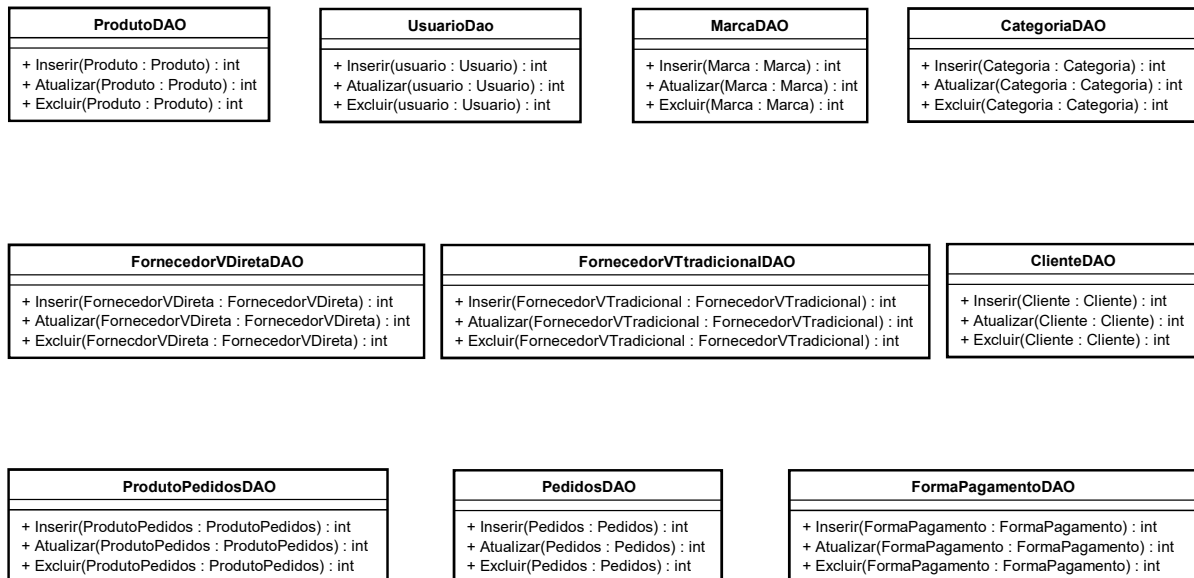 ProdutoDAO
+ Inserir(Produto : Produto) : int
+ Atualizar(Produto : Produto) : int
+ Excluir(Produto : Produto) : int
UsuarioDao
+ Inserir(usuario : Usuario) : int
+ Atualizar(usuario : Usuario) : int
+ Excluir(usuario : Usuario) : int
MarcaDAO
+ Inserir(Marca : Marca) : int
+ Atualizar(Marca : Marca) : int
+ Excluir(Marca : Marca) : int
CategoriaDAO
+ Inserir(Categoria : Categoria) : int
+ Atualizar(Categoria : Categoria) : int
+ Excluir(Categoria : Categoria) : int
FornecedorVDiretaDAO
+ Inserir(FornecedorVDireta : FornecedorVDireta) : int
+ Atualizar(FornecedorVDireta : FornecedorVDireta) : int
+ Excluir(FornecdorVDireta : FornecedorVDireta) : int
FornecedorVTtradicionalDAO
+ Inserir(FornecedorVTradicional : FornecedorVTradicional) : int
+ Atualizar(FornecedorVTradicional : FornecedorVTradicional) : int
+ Excluir(FornecedorVTradicional : FornecedorVTradicional) : int
ClienteDAO
+ Inserir(Cliente : Cliente) : int
+ Atualizar(Cliente : Cliente) : int
+ Excluir(Cliente : Cliente) : int
ProdutoPedidosDAO
+ Inserir(ProdutoPedidos : ProdutoPedidos) : int
+ Atualizar(ProdutoPedidos : ProdutoPedidos) : int
+ Excluir(ProdutoPedidos : ProdutoPedidos) : int
PedidosDAO
+ Inserir(Pedidos : Pedidos) : int
+ Atualizar(Pedidos : Pedidos) : int
+ Excluir(Pedidos : Pedidos) : int
FormaPagamentoDAO
+ Inserir(FormaPagamento : FormaPagamento) : int
+ Atualizar(FormaPagamento : FormaPagamento) : int
+ Excluir(FormaPagamento : FormaPagamento) : int